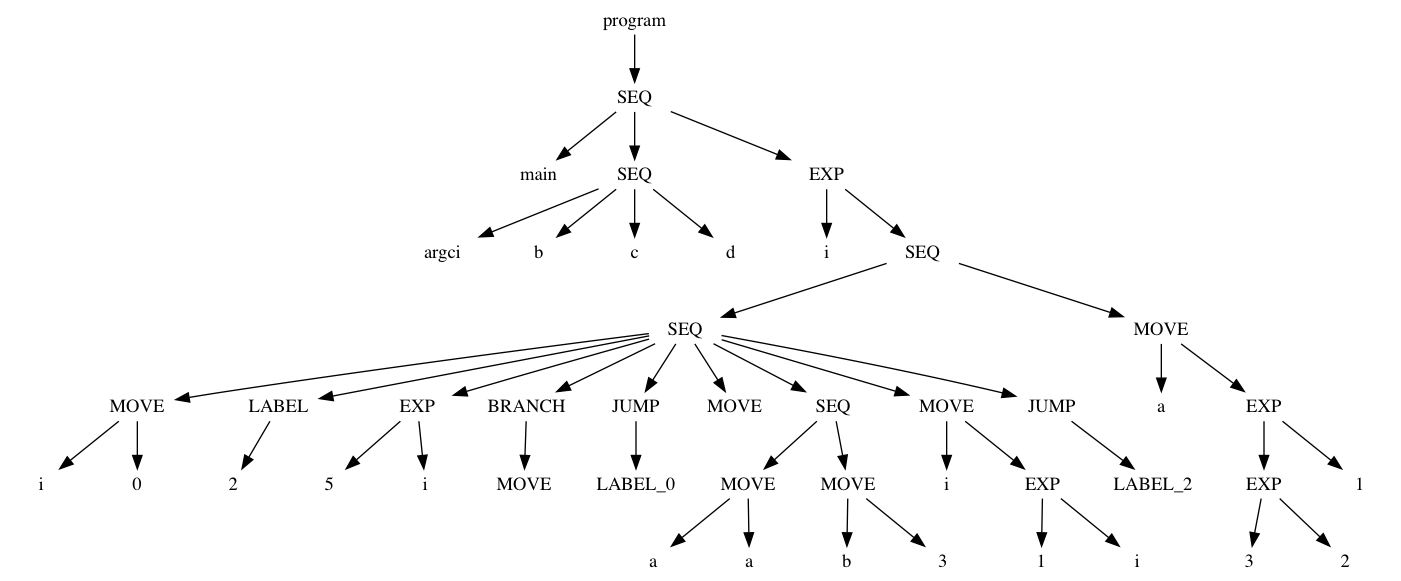 program
SEQ
main SEQ EXP
argci b c d i SEQ
SEQ MOVE
MOVE LABEL EXP BRANCH JUMP MOVE SEQ MOVE JUMP a EXP
i 0 2 5 i MOVE LABEL_0 MOVE MOVE i EXP LABEL_2 EXP 1
a a b 3 1 i 3 2